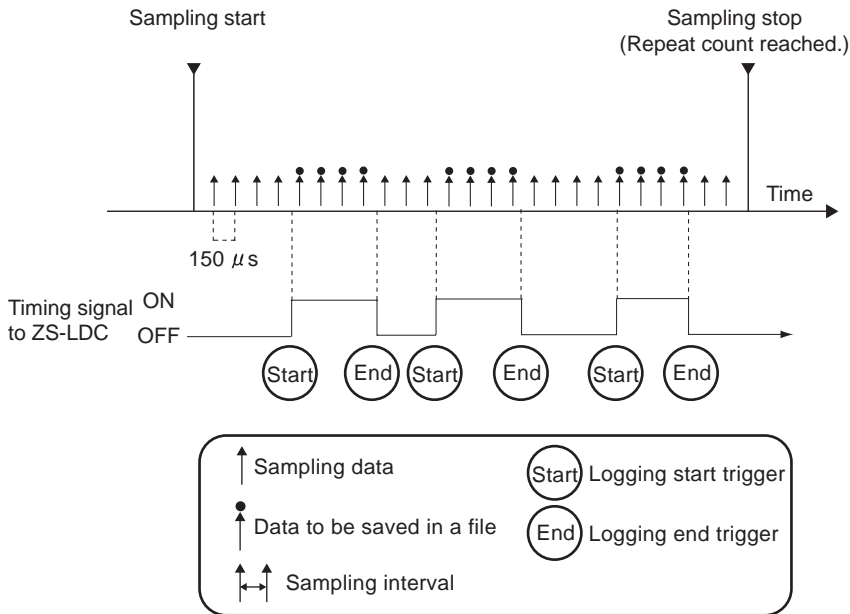 Sampling start
Sampling stop
(Repeat count reached.)
Time
150 μs
Timing signal
to ZS-LDC
ON
OFF
Start
End
Start
End
Start
End
Sampling data
Start
Logging start trigger
Data to be saved in a file
End
Logging end trigger
Sampling interval